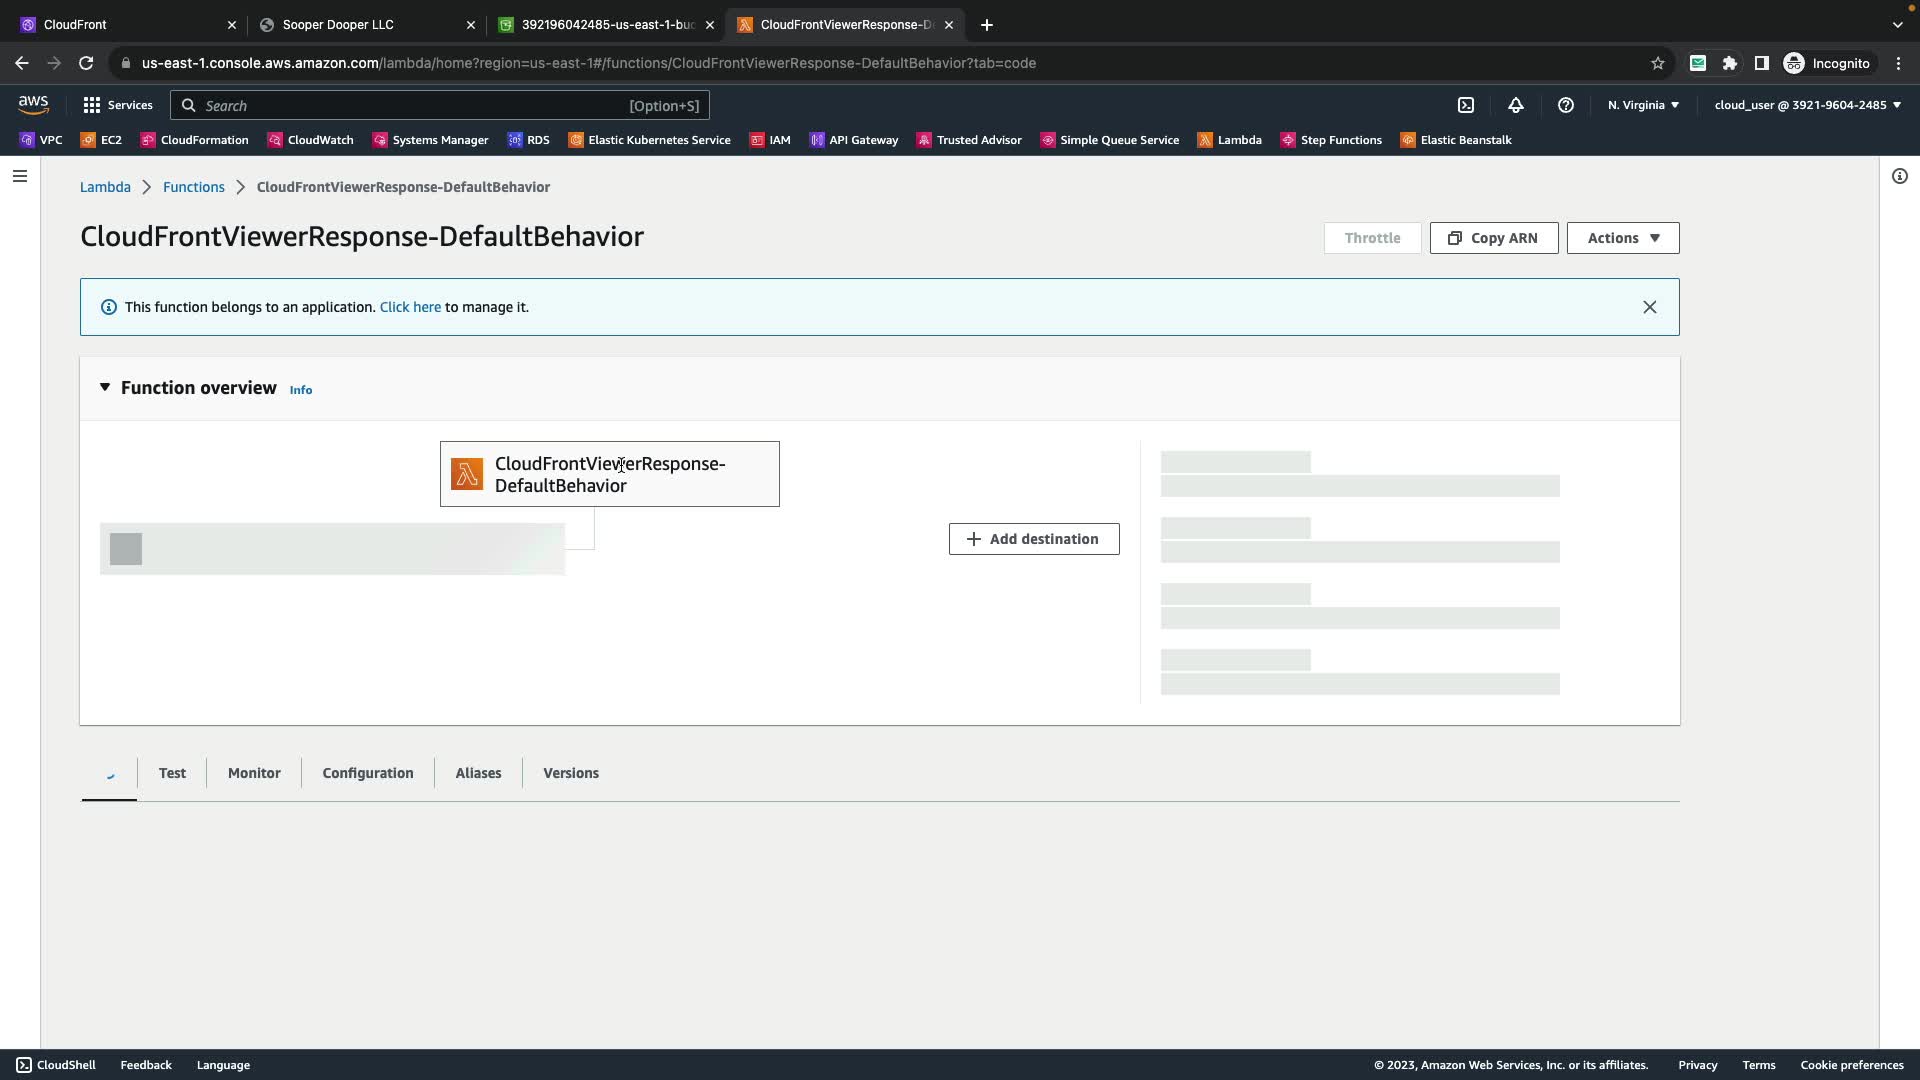 CloudFront
Sooper Dooper LLC
392196042485-us-east-1-buc
CloudFrontViewerResponse-De
us-east-1.console.aws.amazon.com/lambda/home?region=us-east-1#/functions/CloudFrontViewerResponse-DefaultBehavior?tab=code
Incognito
aws
Services
Search
[Option+S]
N. Virginia
cloud_user @ 3921-9604-2485
VPC
EC2
CloudFormation
CloudWatch
Systems Manager
RDS
Elastic Kubernetes Service
IAM
API Gateway
Trusted Advisor
Simple Queue Service
Lambda
Step Functions
Elastic Beanstalk
Lambda > Functions > CloudFrontViewerResponse-DefaultBehavior
CloudFrontViewerResponse-DefaultBehavior
Throttle
Copy ARN
Actions
This function belongs to an application. Click here to manage it.
Function overview Info
CloudFrontViewerResponse-
DefaultBehavior
+ Add destination
Test
Monitor
Configuration
Aliases
Versions
CloudShell
Feedback
Language
© 2023, Amazon Web Services, Inc. or its affiliates.
Privacy
Terms
Cookie preferences